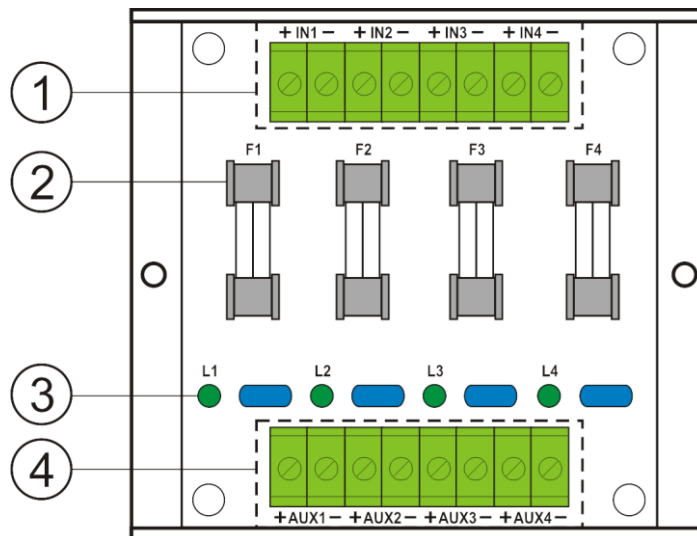 + IN1 − + IN2 − + IN3 − + IN4 −
1
F1 F2 F3 F4
2
L1 L2 L3 L4
3
4
+AUX1− +AUX2− +AUX3− +AUX4−